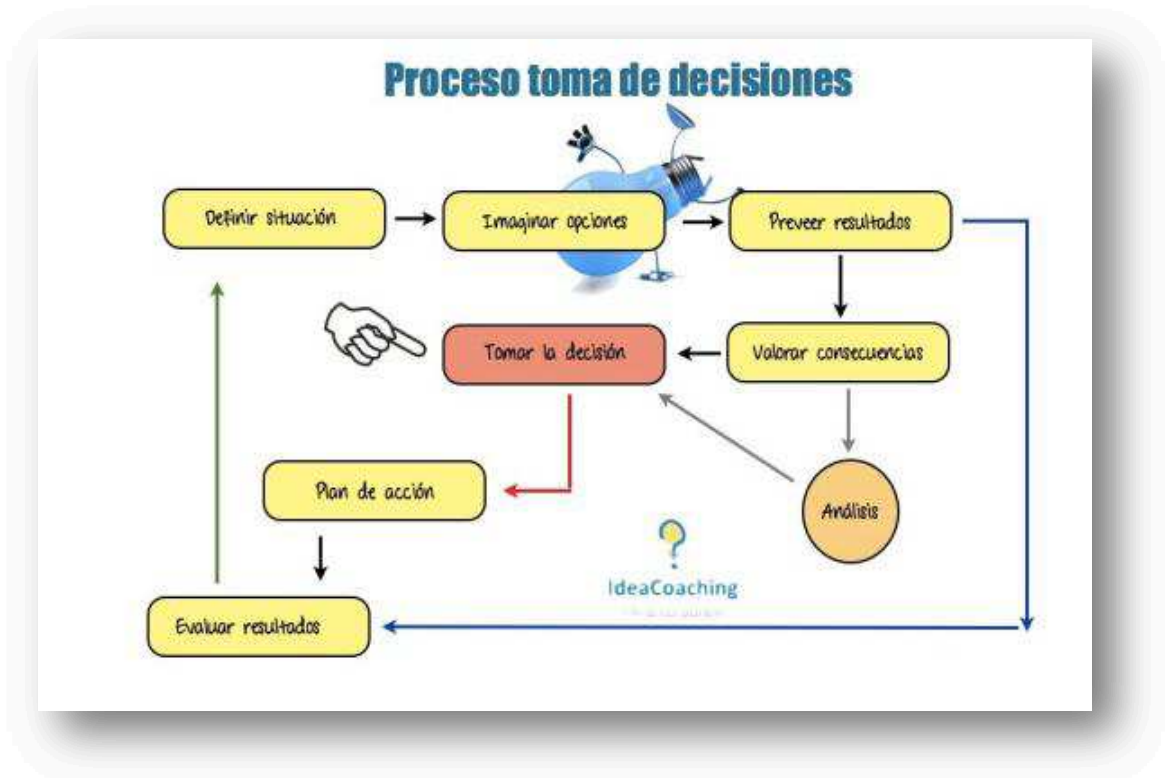 Proceso toma de decisiones
Definir situación
Imaginar opciones
Preveer resultados
Tomar la decisión
Valorar consecuencias
Plan de acción
Análisis
IdeaCoaching
Evaluar resultados